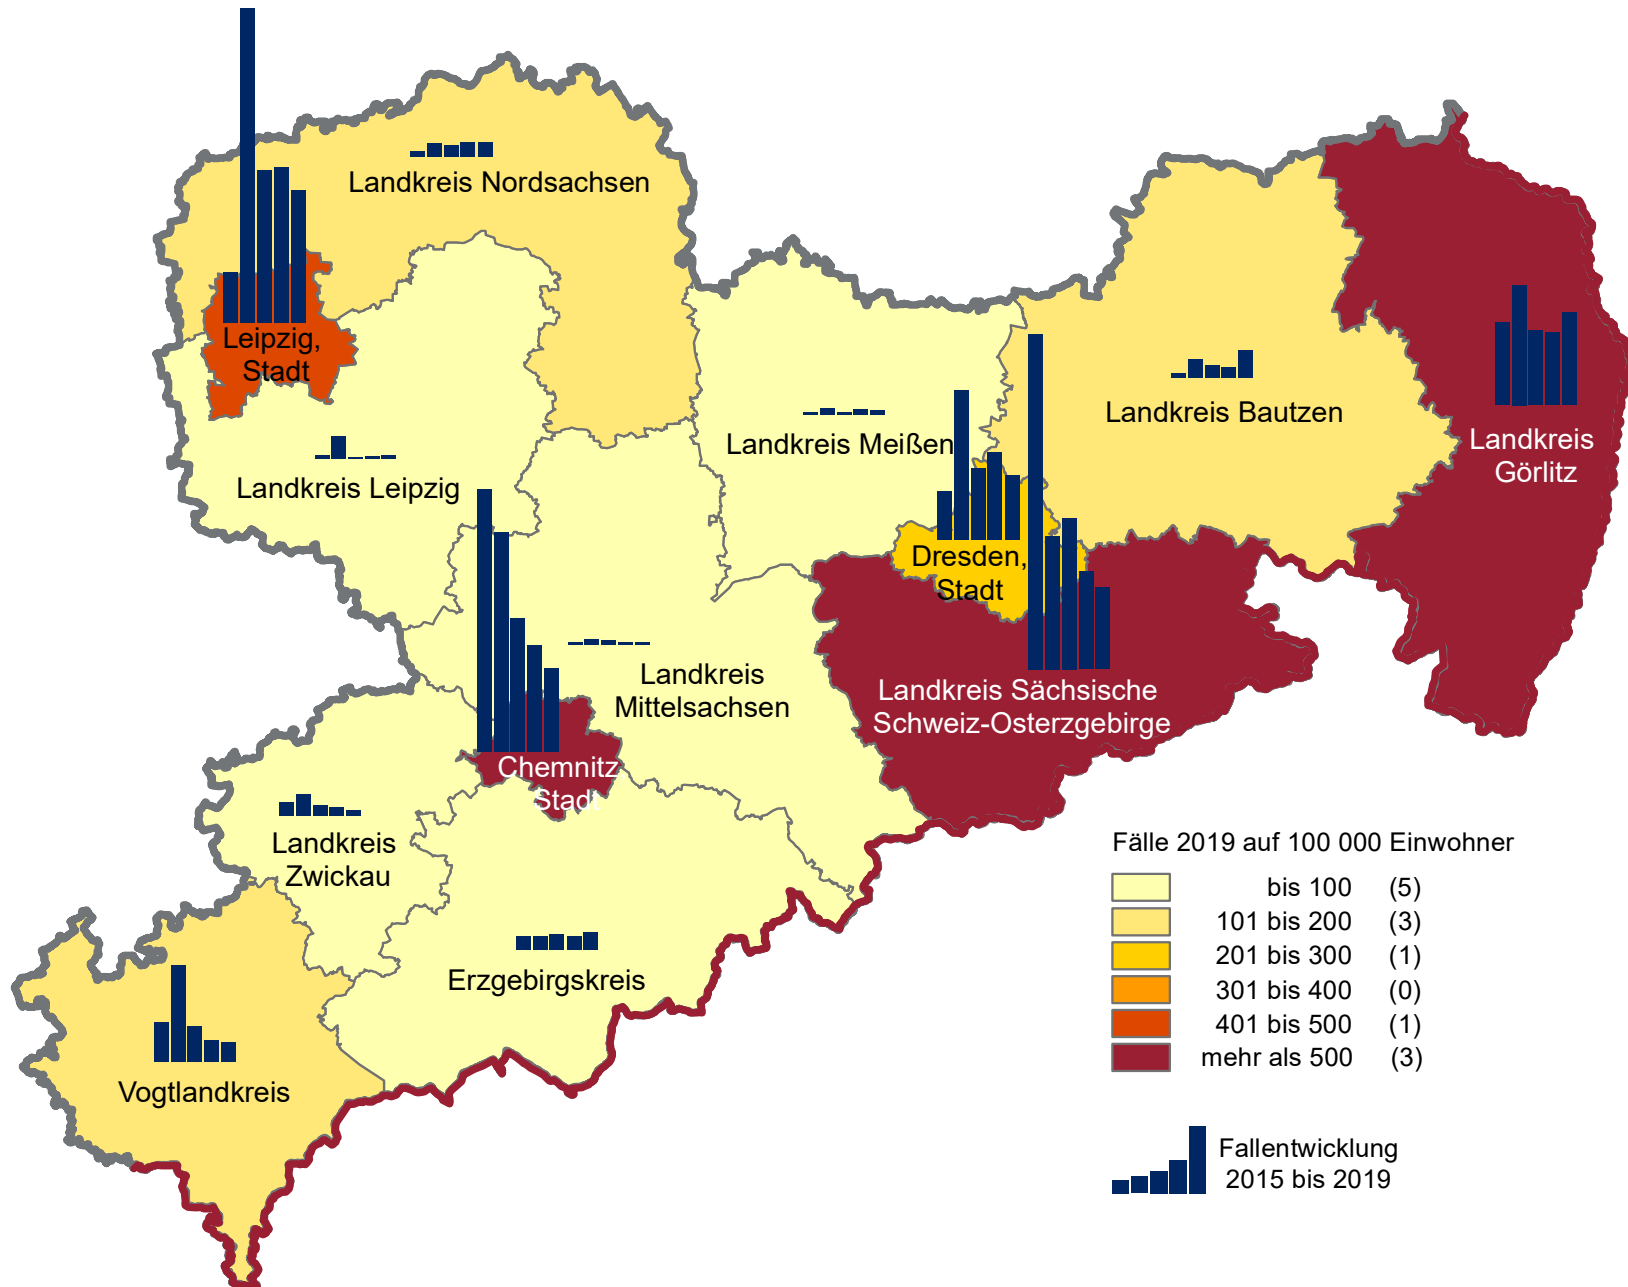 Landkreis Nordsachsen
Leipzig,
Stadt
Landkreis Leipzig
Landkreis Meißen
Landkreis Bautzen
Landkreis
Görlitz
Dresden,
Stadt
Landkreis
Mittelsachsen
Landkreis Sächsische
Schweiz-Osterzgebirge
Chemnitz,
Stadt
Landkreis
Zwickau
Erzgebirgskreis
Vogtlandkreis
Fälle 2019 auf 100 000 Einwohner
bis 100 (5)
101 bis 200 (3)
201 bis 300 (1)
301 bis 400 (0)
401 bis 500 (1)
mehr als 500 (3)
Fallentwicklung
2015 bis 2019